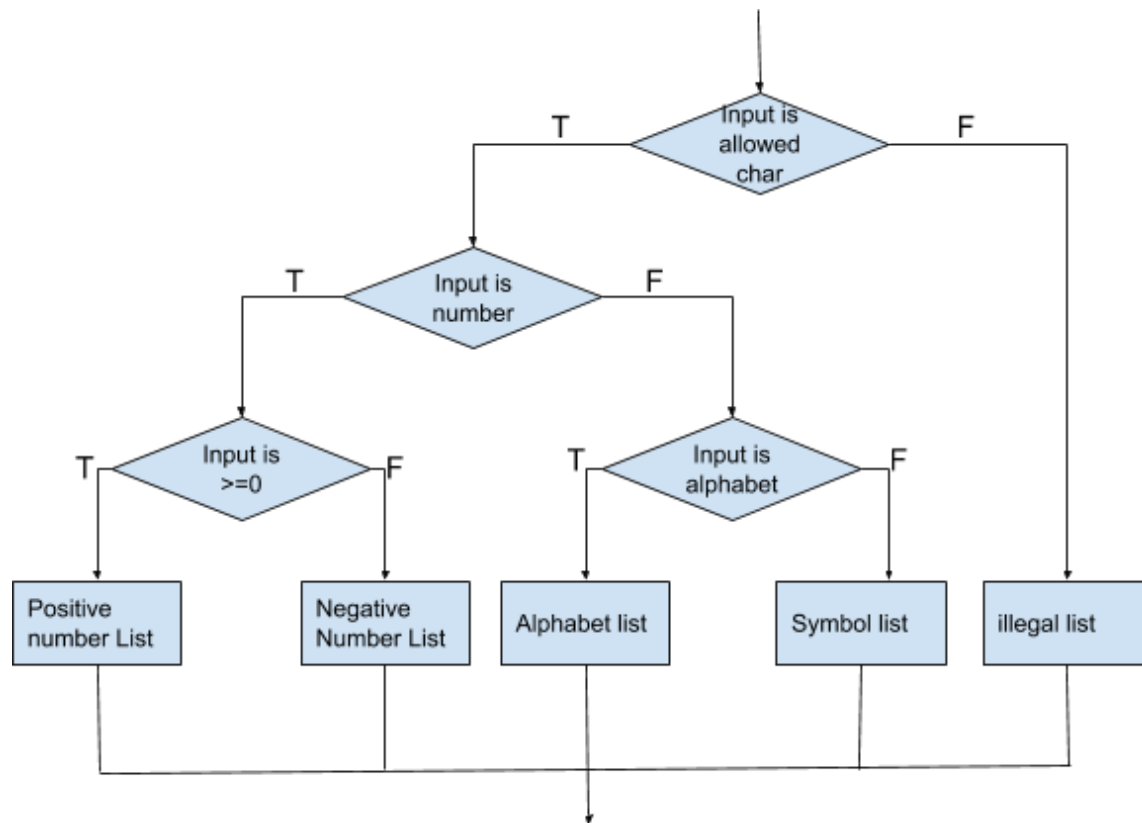 Input is
allowed
char
T
F
Input is
number
T
F
Input is
>=0
T
F
Input is
alphabet
T
F
Positive
number List
Negative
Number List
Alphabet list
Symbol list
illegal list